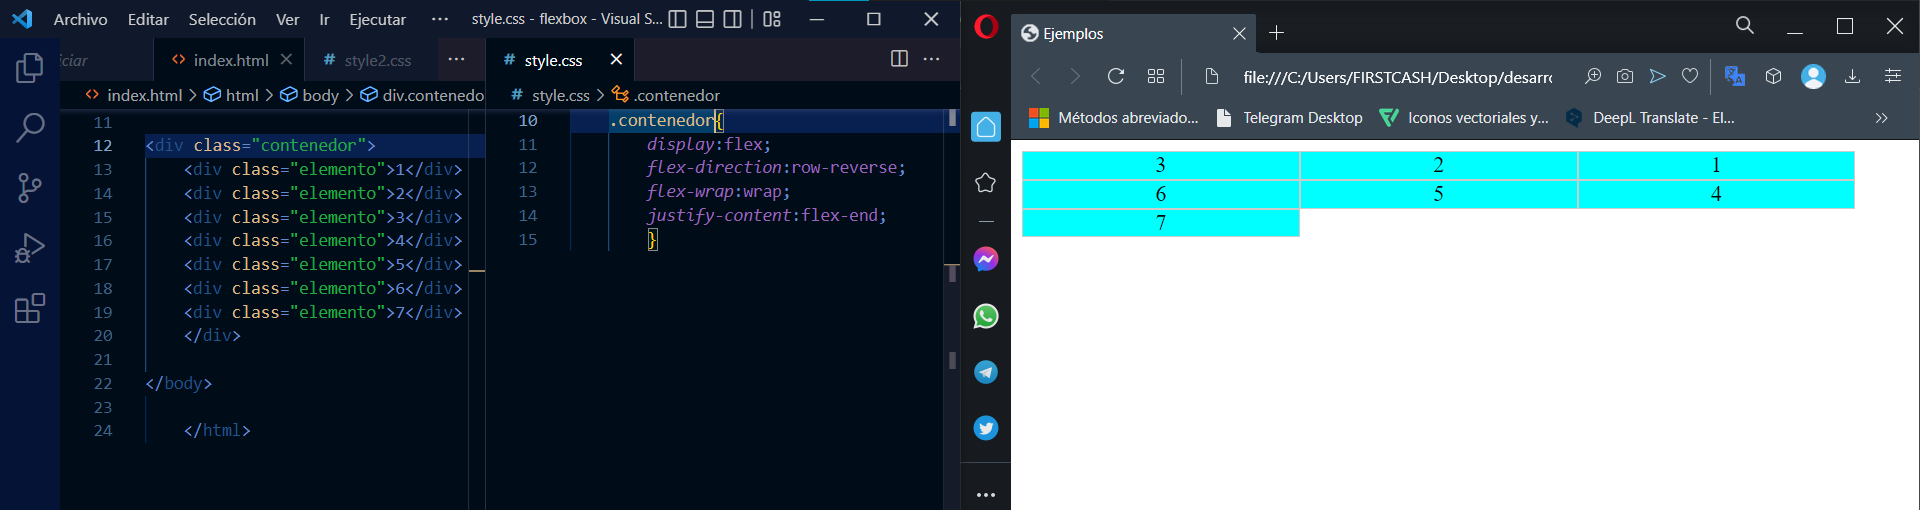 Archivo Editar Selección Ver Ir Ejecutar ··· style.css - flexbox - Visual S...
iciar index.html style2.css ··· style.css ···
index.html > html > body > div.contenedo
style.css > .contenedor
11
12 <div class="contenedor">
13 <div class="elemento">1</div>
14 <div class="elemento">2</div>
15 <div class="elemento">3</div>
16 <div class="elemento">4</div>
17 <div class="elemento">5</div>
18 <div class="elemento">6</div>
19 <div class="elemento">7</div>
20 </div>
21
22 </body>
23
24 </html>
10 .contenedor{
11 display:flex;
12 flex-direction:row-reverse;
13 flex-wrap:wrap;
14 justify-content:flex-end;
15 }
Ejemplos
file:///C:/Users/FIRSTCASH/Desktop/desarro
Métodos abreviado... Telegram Desktop Iconos vectoriales y... DeepL Translate - El... >>
3 2 1
6 5 4
7